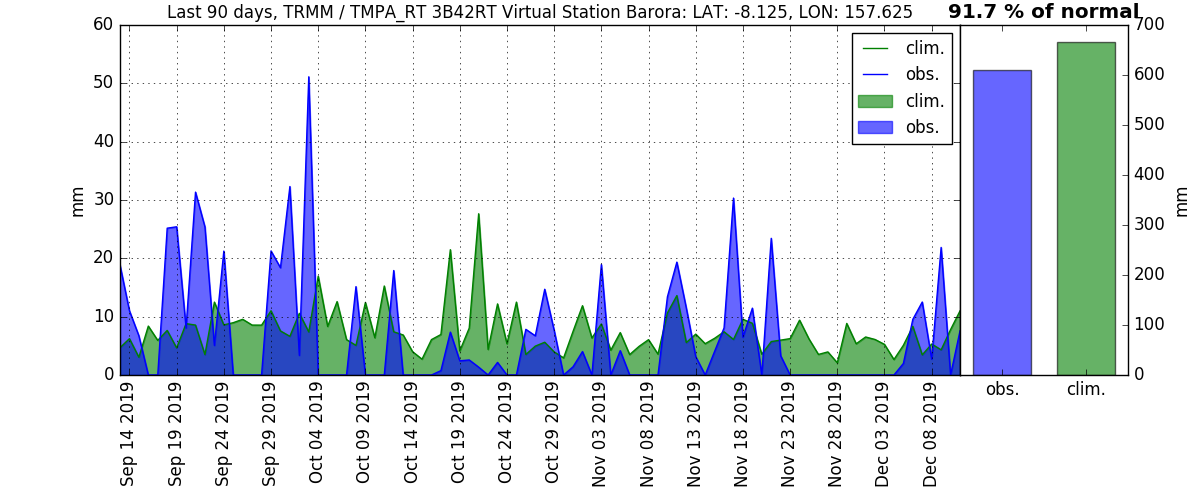 Last 90 days, TRMM / TMPA_RT 3B42RT Virtual Station Barora: LAT: -8.125, LON: 157.625
91.7 % of normal
clim.
obs.
clim.
obs.
mm
60
50
40
30
20
10
0
Sep 14 2019
Sep 19 2019
Sep 24 2019
Sep 29 2019
Oct 04 2019
Oct 09 2019
Oct 14 2019
Oct 19 2019
Oct 24 2019
Oct 29 2019
Nov 03 2019
Nov 08 2019
Nov 13 2019
Nov 18 2019
Nov 23 2019
Nov 28 2019
Dec 03 2019
Dec 08 2019
700
600
500
400
300
200
100
0
mm
obs.
clim.